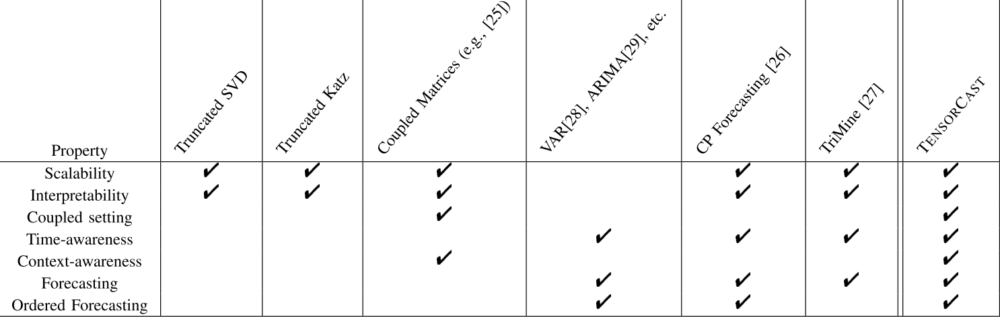 Property Truncated SVD Truncated Katz Coupled Matrices (e.g., [25]) VAR[28], ARIMA[29], etc. CP Forecasting [26] TriMine [27] TENSORCAST
Scalability ✔ ✔ ✔ ✔ ✔ ✔
Interpretability ✔ ✔ ✔ ✔ ✔ ✔
Coupled setting ✔ ✔
Time-awareness ✔ ✔ ✔ ✔
Context-awareness ✔ ✔
Forecasting ✔ ✔ ✔ ✔
Ordered Forecasting ✔ ✔ ✔